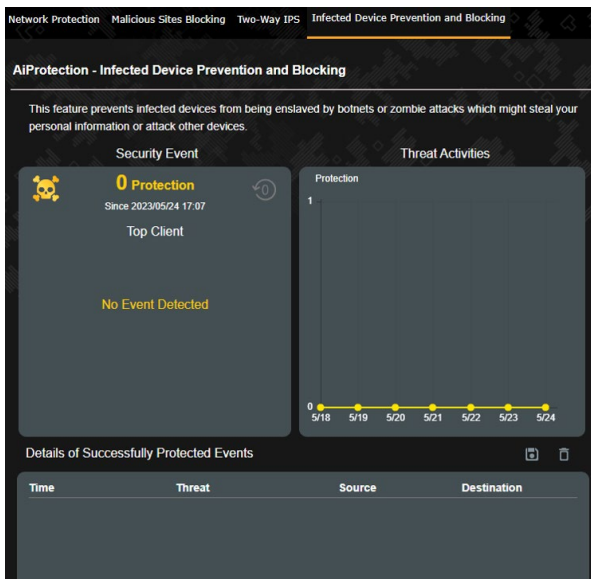 Network Protection Malicious Sites Blocking Two-Way IPS Infected Device Prevention and Blocking
AiProtection - Infected Device Prevention and Blocking
This feature prevents infected devices from being enslaved by botnets or zombie attacks which might steal your
personal information or attack other devices.
Security Event
0 Protection
0
Since 2023/05/24 17:07
Top Client
No Event Detected
Threat Activities
Protection
1
0
5/18 5/19 5/20 5/21 5/22 5/23 5/24
Details of Successfully Protected Events
Time Threat Source Destination